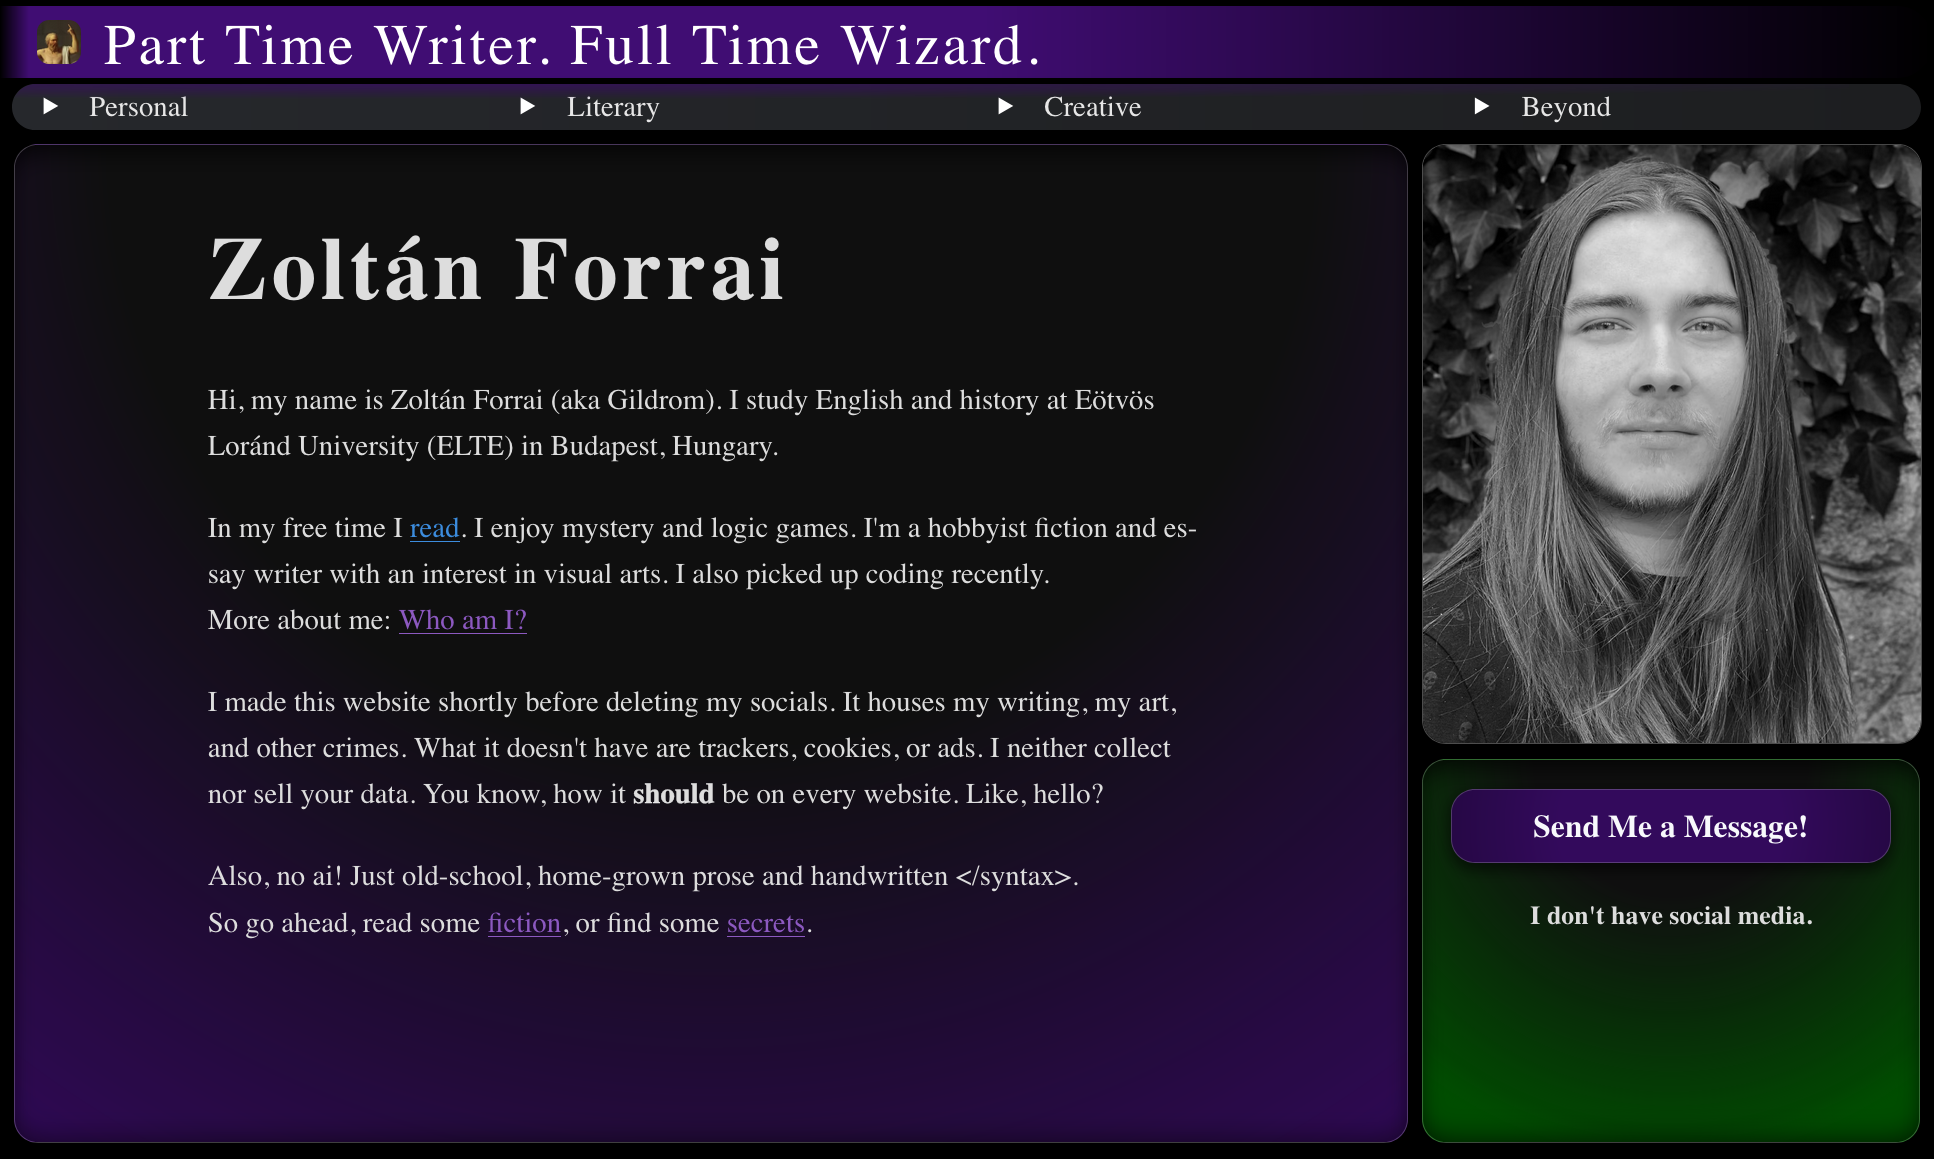 Part Time Writer. Full Time Wizard.
Personal
Literary
Creative
Beyond
Zoltán Forrai
Hi, my name is Zoltán Forrai (aka Gildrom). I study English and history at Eötvös
Loránd University (ELTE) in Budapest, Hungary.
In my free time I read. I enjoy mystery and logic games. I'm a hobbyist fiction and es-
say writer with an interest in visual arts. I also picked up coding recently.
More about me: Who am I?
I made this website shortly before deleting my socials. It houses my writing, my art,
and other crimes. What it doesn't have are trackers, cookies, or ads. I neither collect
nor sell your data. You know, how it should be on every website. Like, hello?
Also, no ai! Just old-school, home-grown prose and handwritten </syntax>.
So go ahead, read some fiction, or find some secrets.
Send Me a Message!
I don't have social media.